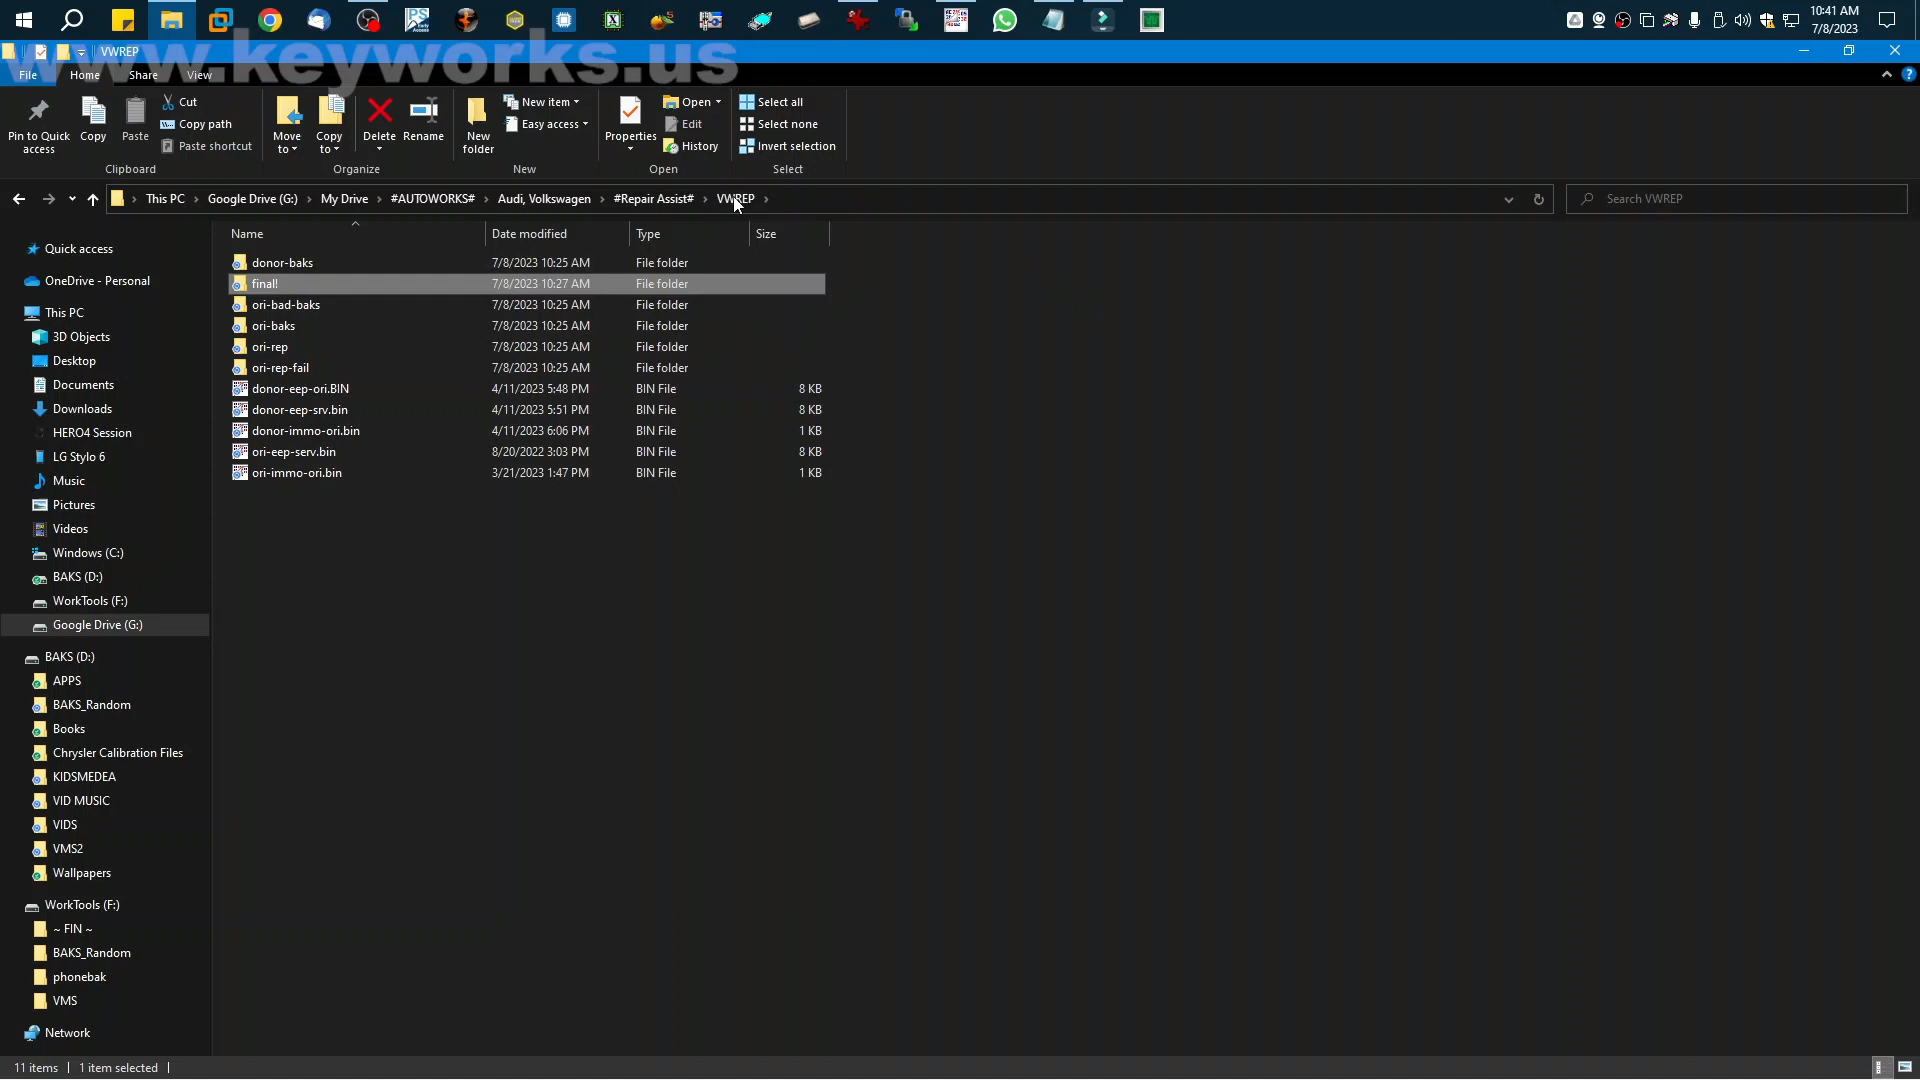 10:41 AM
7/8/2023
VWREP
www.keyworks.us
File Home Share View
Pin to Quick access
Copy
Paste
Cut
Copy path
Paste shortcut
Clipboard
Move to
Copy to
Delete
Rename
Organize
New folder
New item
Easy access
New
Properties
Open
Edit
History
Open
Select all
Select none
Invert selection
Select
This PC > Google Drive (G:) > My Drive > #AUTOWORKS# > Audi, Volkswagen > #Repair Assist# > VWREP >
Search VWREP
Name Date modified Type Size
donor-baks 7/8/2023 10:25 AM File folder
final! 7/8/2023 10:27 AM File folder
ori-bad-baks 7/8/2023 10:25 AM File folder
ori-baks 7/8/2023 10:25 AM File folder
ori-rep 7/8/2023 10:25 AM File folder
ori-rep-fail 7/8/2023 10:25 AM File folder
donor-eep-ori.BIN 4/11/2023 5:48 PM BIN File 8 KB
donor-eep-srv.bin 4/11/2023 5:51 PM BIN File 8 KB
donor-immo-ori.bin 4/11/2023 6:06 PM BIN File 1 KB
ori-eep-serv.bin 8/20/2022 3:03 PM BIN File 8 KB
ori-immo-ori.bin 3/21/2023 1:47 PM BIN File 1 KB
Quick access
OneDrive - Personal
This PC
3D Objects
Desktop
Documents
Downloads
HERO4 Session
LG Stylo 6
Music
Pictures
Videos
Windows (C:)
BAKS (D:)
WorkTools (F:)
Google Drive (G:)
BAKS (D:)
APPS
BAKS_Random
Books
Chrysler Calibration Files
KIDSMEDEA
VID MUSIC
VIDS
VMS2
Wallpapers
WorkTools (F:)
~ FIN ~
BAKS_Random
phonebak
VMS
Network
11 items 1 item selected